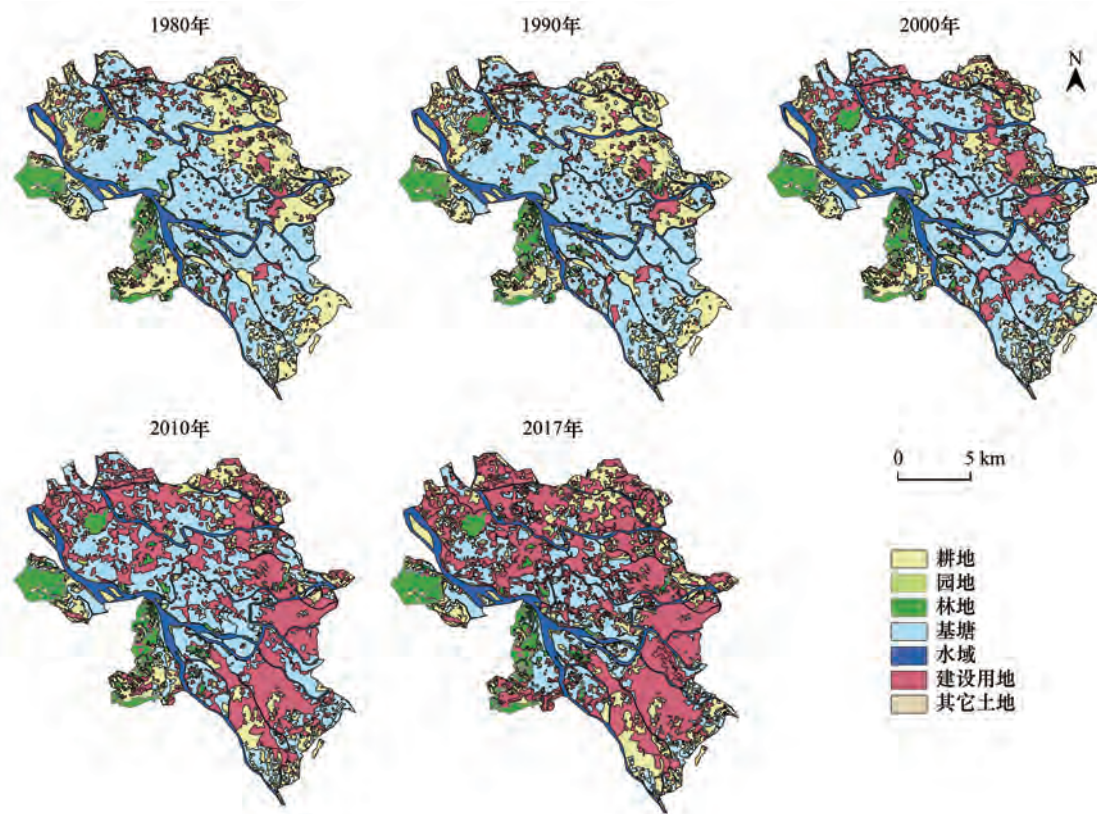 1980年
1990年
2000年
N
2010年
2017年
0 5 km
耕地
园地
林地
基塘
水域
建设用地
其它土地